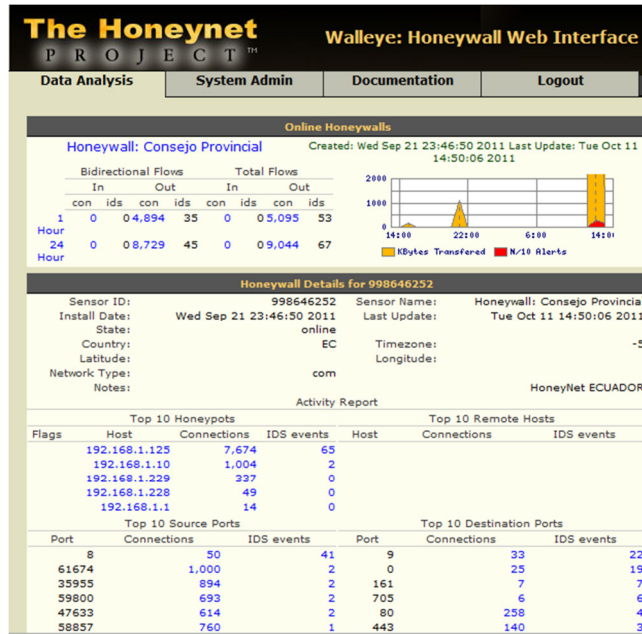 The Honeynet
PROJECT™
Walleye: Honeywall Web Interface
Data Analysis System Admin Documentation Logout
Online Honeywalls
Honeywall: Consejo Provincial
Created: Wed Sep 21 23:46:50 2011 Last Update: Tue Oct 11
14:50:06 2011
Bidirectional Flows Total Flows
In Out In Out
con ids con ids con ids con ids
1 Hour 0 0 4,894 35 0 0 5,095 53
24 Hour 0 0 8,729 45 0 0 9,044 67
2000
1000
0
14:00 22:00 6:00 14:0
KBytes Transfered N/10 Alerts
Honeywall Details for 998646252
Sensor ID: 998646252 Sensor Name: Honeywall: Consejo Provincia
Install Date: Wed Sep 21 23:46:50 2011 Last Update: Tue Oct 11 14:50:06 2011
State: online
Country: EC Timezone: -5
Latitude: Longitude:
Network Type: com
Notes: HoneyNet ECUADOR
Activity Report
Top 10 Honeypots Top 10 Remote Hosts
Flags Host Connections IDS events Host Connections IDS events
192.168.1.125 7,674 65
192.168.1.10 1,004 2
192.168.1.229 337 0
192.168.1.228 49 0
192.168.1.1 14 0
Top 10 Source Ports Top 10 Destination Ports
Port Connections IDS events Port Connections IDS events
8 50 41 9 33 22
61674 1,000 2 0 25 19
35955 894 2 161 7 7
59800 693 2 705 6 6
47633 614 2 80 258 4
58857 760 1 443 140 3